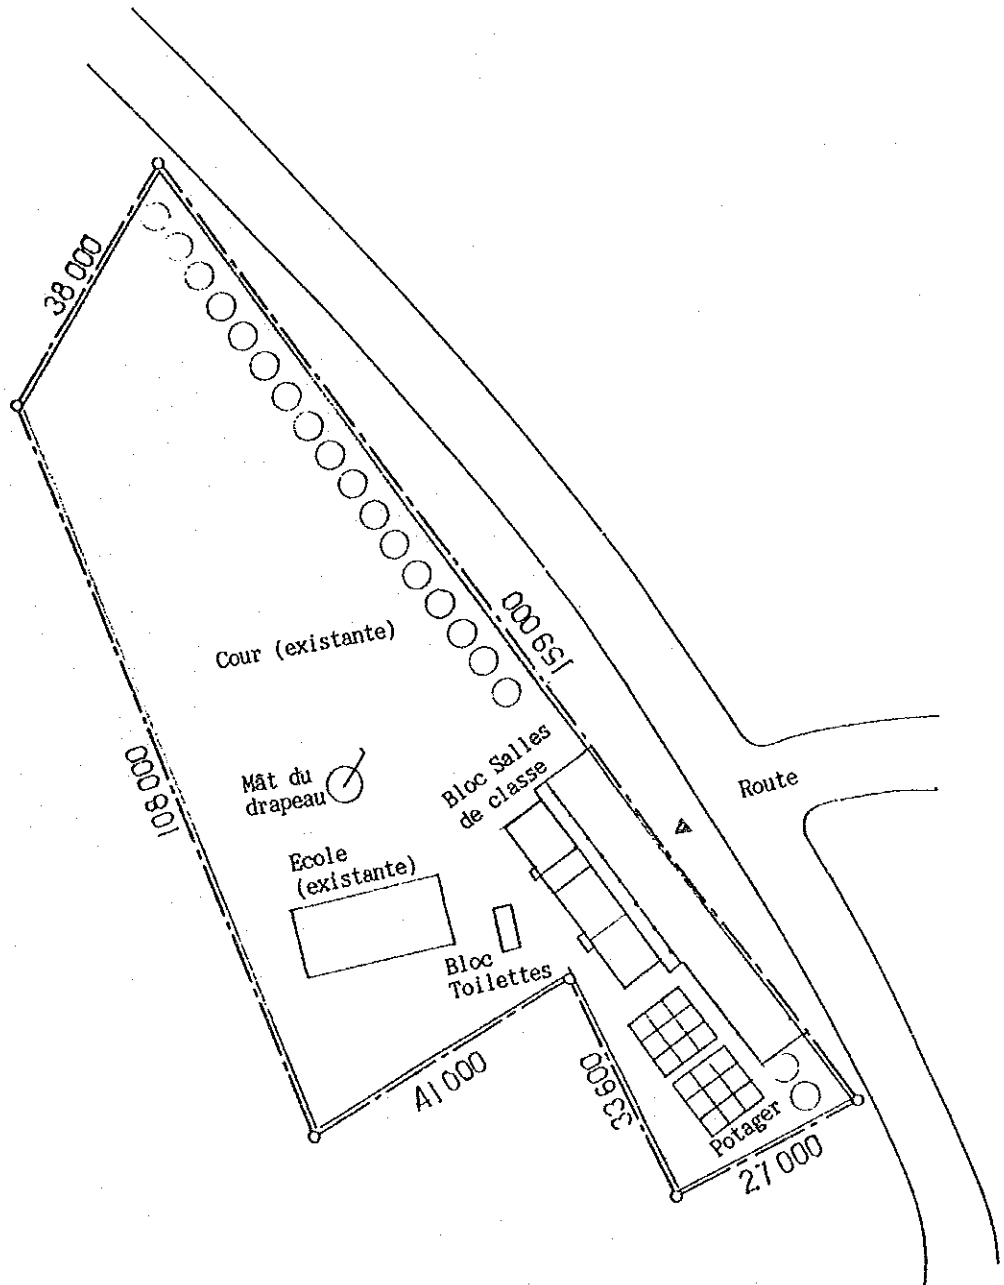 38 000
159 000
Cour (existante)
108 000
Mât du
drapeau
Bloc Salles
de classe
Route
Ecole
(existante)
Bloc
Toilettes
41 000
33 600
Potager
27 000